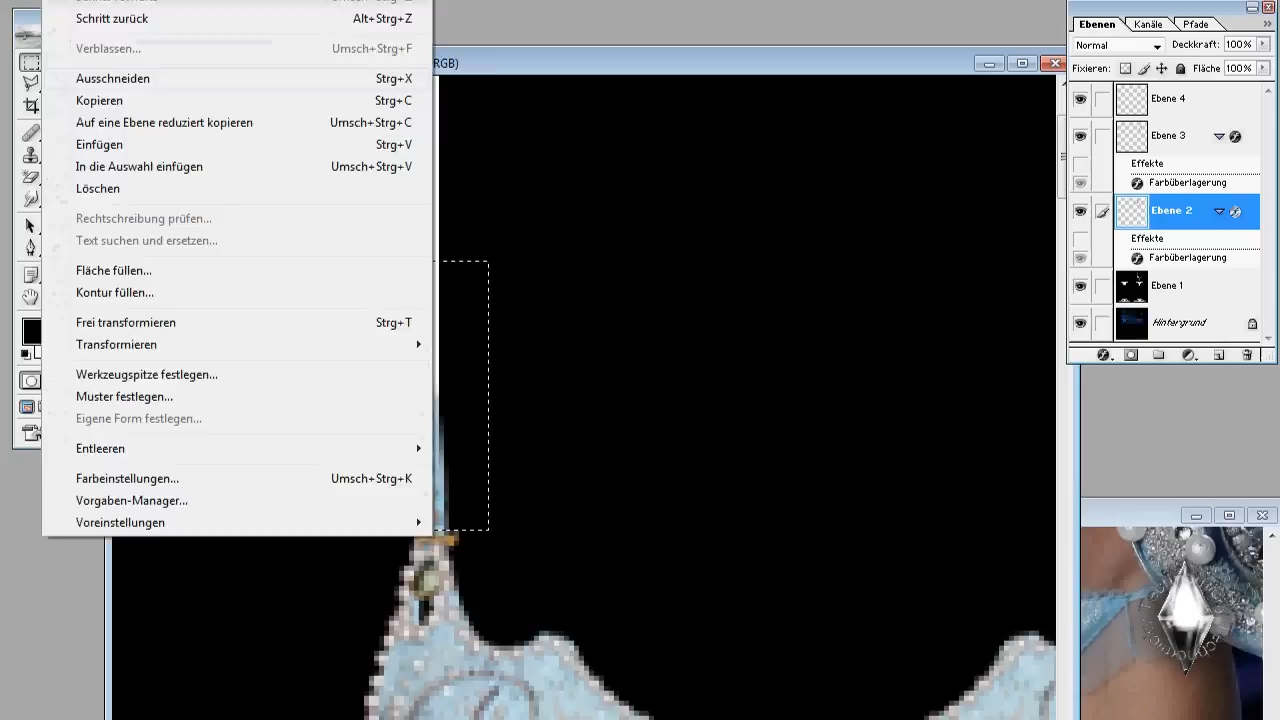 Schritt zurück Alt+Strg+Z
Verblassen... Umsch+Strg+F
Ausschneiden Strg+X
Kopieren Strg+C
Auf eine Ebene reduziert kopieren Umsch+Strg+C
Einfügen Strg+V
In die Auswahl einfügen Umsch+Strg+V
Löschen
Rechtschreibung prüfen...
Text suchen und ersetzen...
Fläche füllen...
Kontur füllen...
Frei transformieren Strg+T
Transformieren
Werkzeugspitze festlegen...
Muster festlegen...
Eigene Form festlegen...
Entleeren
Farbeinstellungen... Umsch+Strg+K
Vorgaben-Manager...
Voreinstellungen
RGB)
Ebenen Kanäle Pfade
Normal Deckkraft: 100%
Fixieren: Fläche 100%
Ebene 4
Ebene 3
Effekte
Farbüberlagerung
Ebene 2
Effekte
Farbüberlagerung
Ebene 1
Hintergrund